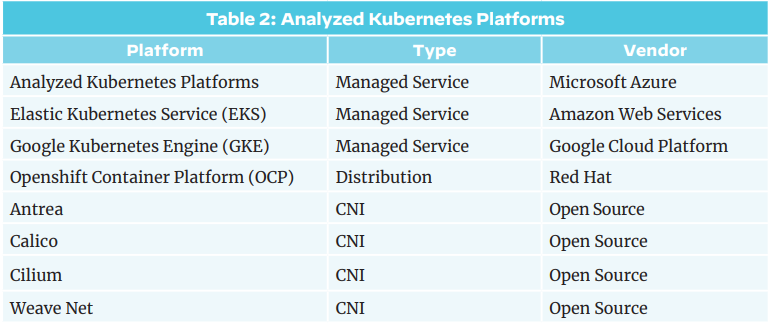 Table 2: Analyzed Kubernetes Platforms
Platform Type Vendor
Analyzed Kubernetes Platforms Managed Service Microsoft Azure
Elastic Kubernetes Service (EKS) Managed Service Amazon Web Services
Google Kubernetes Engine (GKE) Managed Service Google Cloud Platform
Openshift Container Platform (OCP) Distribution Red Hat
Antrea CNI Open Source
Calico CNI Open Source
Cilium CNI Open Source
Weave Net CNI Open Source